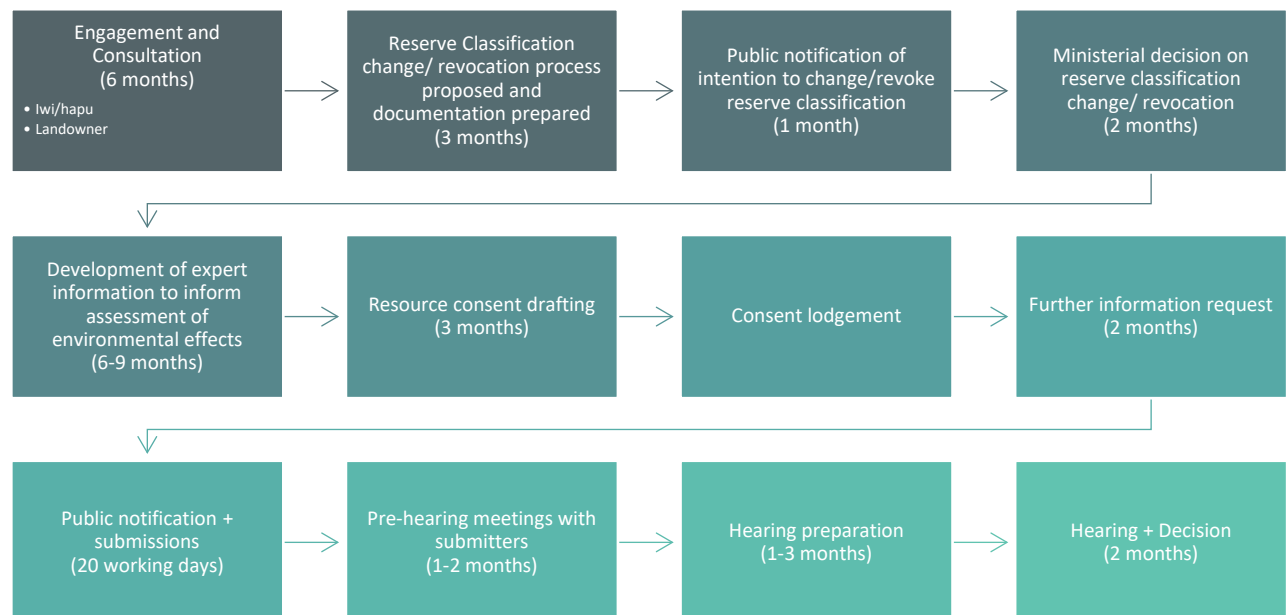 Engagement and
Consultation
(6 months)
• Iwi/hapu
• Landowner
Reserve Classification
change/ revocation process
proposed and
documentation prepared
(3 months)
Public notification of
intention to change/revoke
reserve classification
(1 month)
Ministerial decision on
reserve classification
change/ revocation
(2 months)
Development of expert
information to inform
assessment of
environmental effects
(6-9 months)
Resource consent drafting
(3 months)
Consent lodgement
Further information request
(2 months)
Public notification +
submissions
(20 working days)
Pre-hearing meetings with
submitters
(1-2 months)
Hearing preparation
(1-3 months)
Hearing + Decision
(2 months)